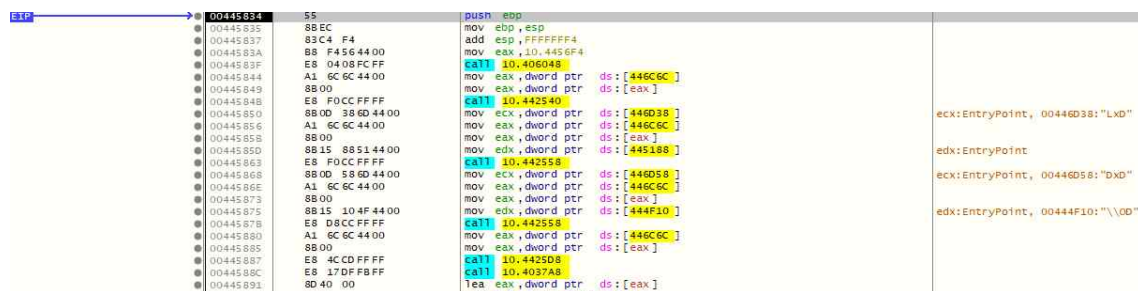 EIP 00445834 55 push ebp
00445835 8BEC mov ebp,esp
00445837 83C4 F4 add esp,FFFFFFF4
0044583A B8 F4564400 mov eax,10.4456F4
0044583F E8 0408FCFF call 10.406048
00445844 A1 6C6C4400 mov eax,dword ptr ds:[446C6C]
00445849 8B00 mov eax,dword ptr ds:[eax]
0044584B E8 F0CCFFFF call 10.442540
00445850 8B0D 386D4400 mov ecx,dword ptr ds:[446D38] ecx:EntryPoint, 00446D38:"LxD"
00445856 A1 6C6C4400 mov eax,dword ptr ds:[446C6C]
0044585B 8B00 mov eax,dword ptr ds:[eax]
0044585D 8B15 88514400 mov edx,dword ptr ds:[445188] edx:EntryPoint
00445863 E8 F0CCFFFF call 10.442558
00445868 8B0D 586D4400 mov ecx,dword ptr ds:[446D58] ecx:EntryPoint, 00446D58:"DxD"
0044586E A1 6C6C4400 mov eax,dword ptr ds:[446C6C]
00445873 8B00 mov eax,dword ptr ds:[eax]
00445875 8B15 104F4400 mov edx,dword ptr ds:[444F10] edx:EntryPoint, 00444F10:"\\OD"
0044587B E8 D8CCFFFF call 10.442558
00445880 A1 6C6C4400 mov eax,dword ptr ds:[446C6C]
00445885 8B00 mov eax,dword ptr ds:[eax]
00445887 E8 4CCDFFFF call 10.4425D8
0044588C E8 17DFFBFF call 10.4037A8
00445891 8D40 00 lea eax,dword ptr ds:[eax]